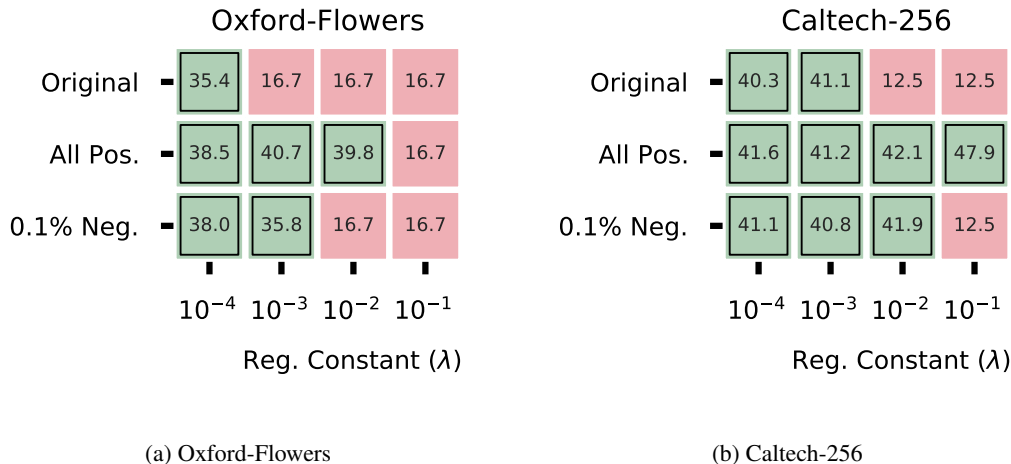 Oxford-Flowers
Original 35.4 16.7 16.7 16.7
All Pos. 38.5 40.7 39.8 16.7
0.1% Neg. 38.0 35.8 16.7 16.7
10⁻⁴ 10⁻³ 10⁻² 10⁻¹
Reg. Constant (λ)
(a) Oxford-Flowers
Caltech-256
Original 40.3 41.1 12.5 12.5
All Pos. 41.6 41.2 42.1 47.9
0.1% Neg. 41.1 40.8 41.9 12.5
10⁻⁴ 10⁻³ 10⁻² 10⁻¹
Reg. Constant (λ)
(b) Caltech-256